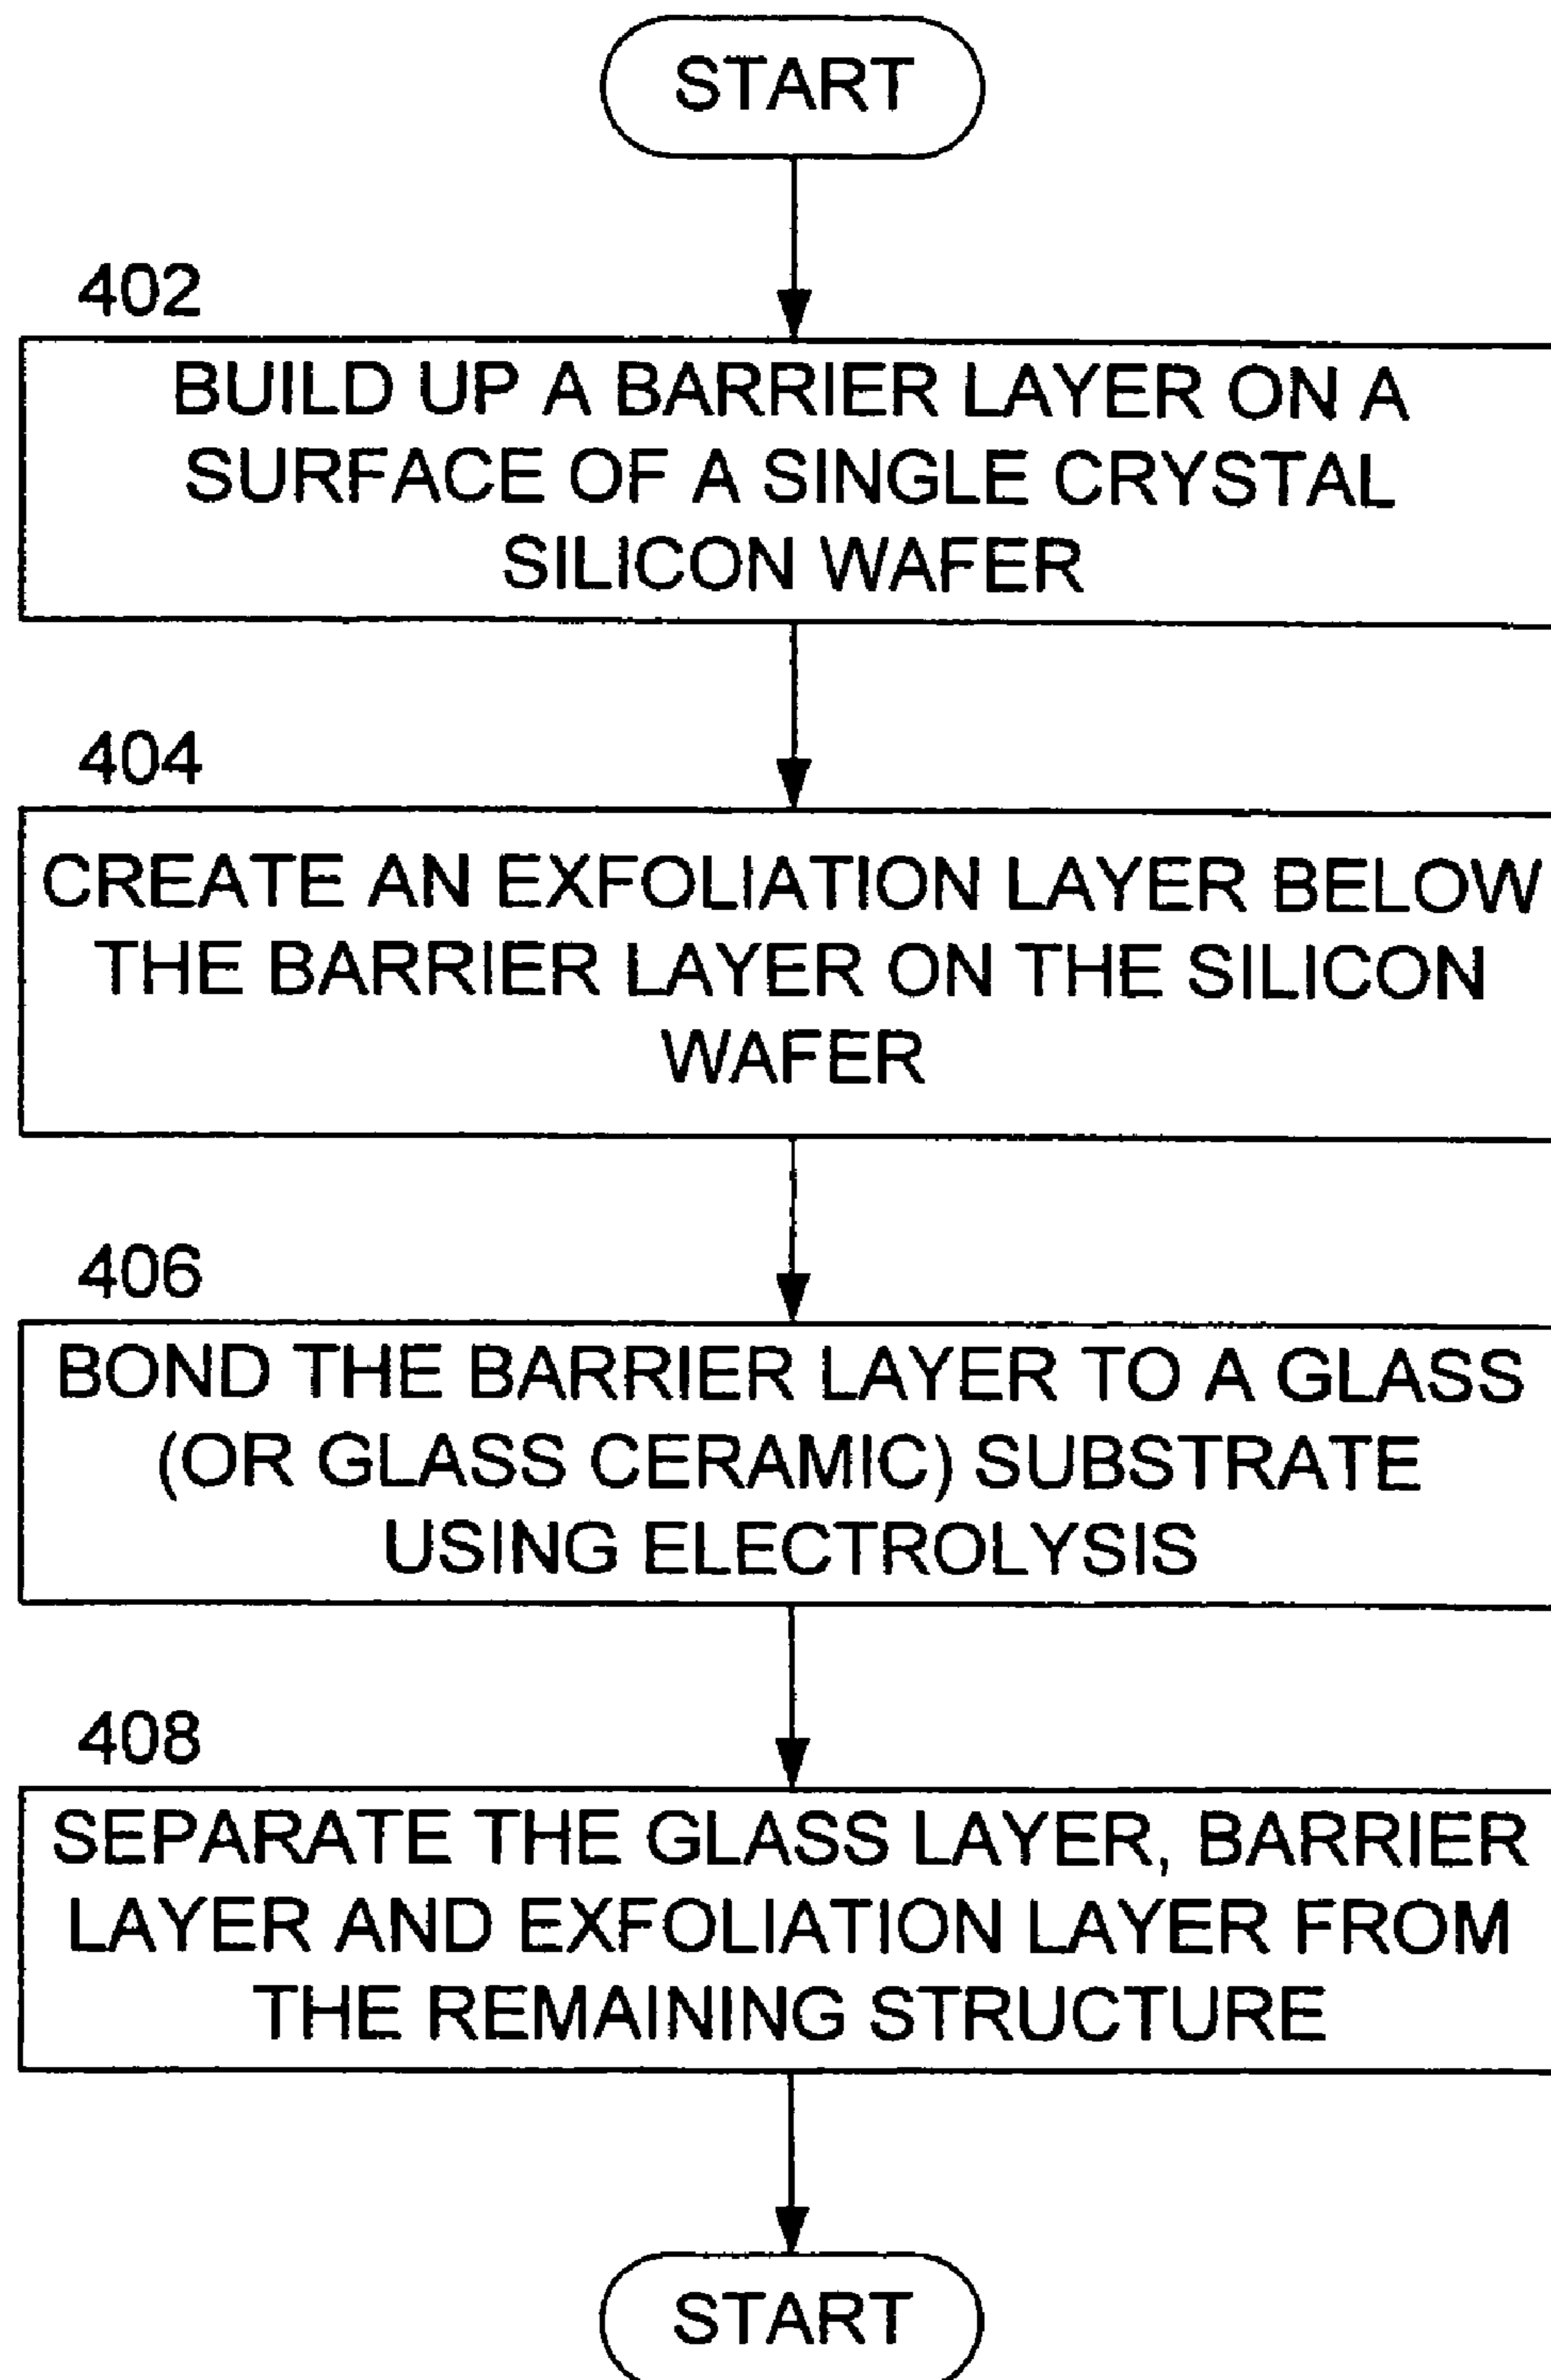 START
402
BUILD UP A BARRIER LAYER ON A
SURFACE OF A SINGLE CRYSTAL
SILICON WAFER
404
CREATE AN EXFOLIATION LAYER BELOW
THE BARRIER LAYER ON THE SILICON
WAFER
406
BOND THE BARRIER LAYER TO A GLASS
(OR GLASS CERAMIC) SUBSTRATE
USING ELECTROLYSIS
408
SEPARATE THE GLASS LAYER, BARRIER
LAYER AND EXFOLIATION LAYER FROM
THE REMAINING STRUCTURE
START